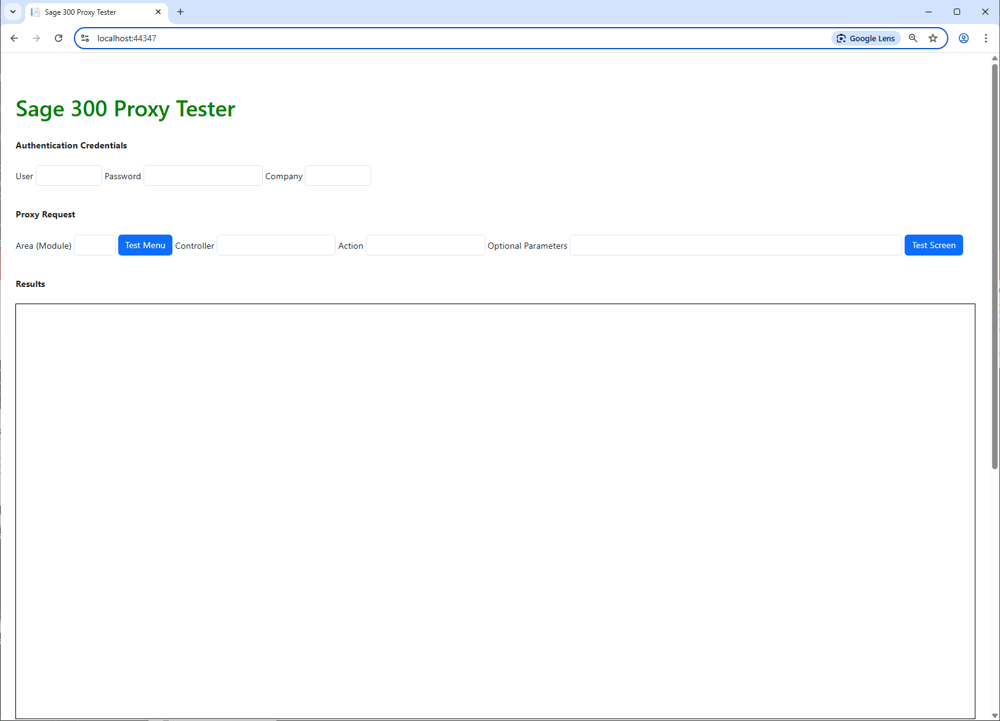 Sage 300 Proxy Tester
localhost:44347
Google Lens
Sage 300 Proxy Tester
Authentication Credentials
User Password Company
Proxy Request
Area (Module) Test Menu Controller Action Optional Parameters Test Screen
Results